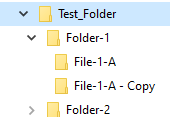 Test_Folder
Folder-1
File-1-A
File-1-A - Copy
Folder-2